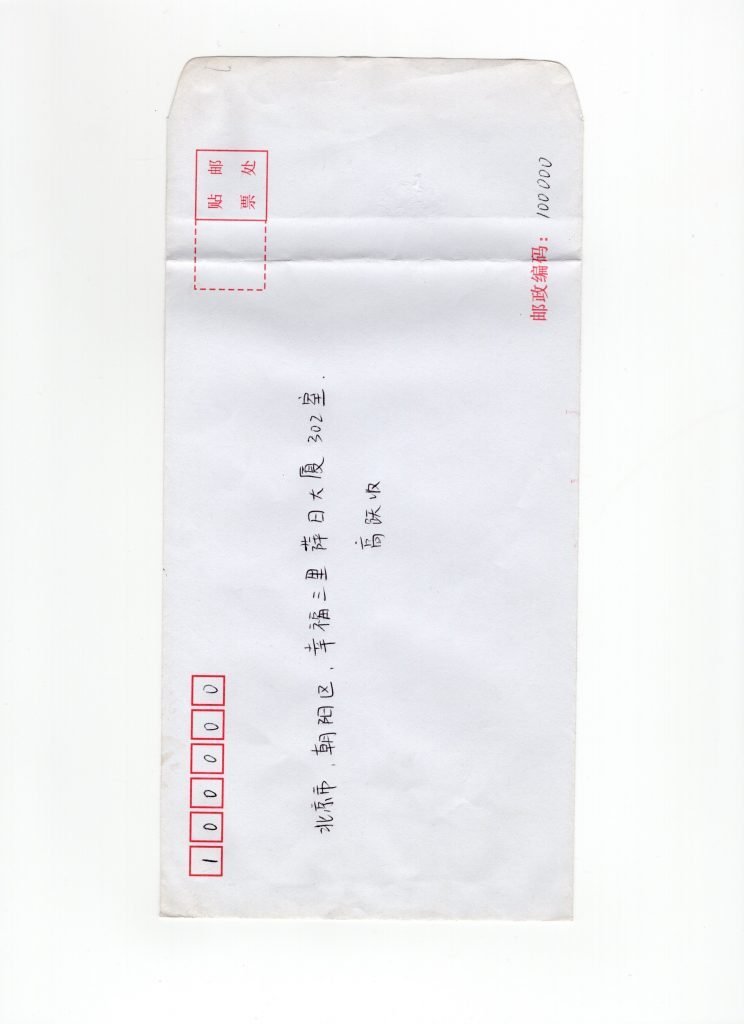 100000
贴 邮
票 处
北京市，朝阳区，幸福三里 薛日大厦 302室.
高跃收
邮政编码： 100000